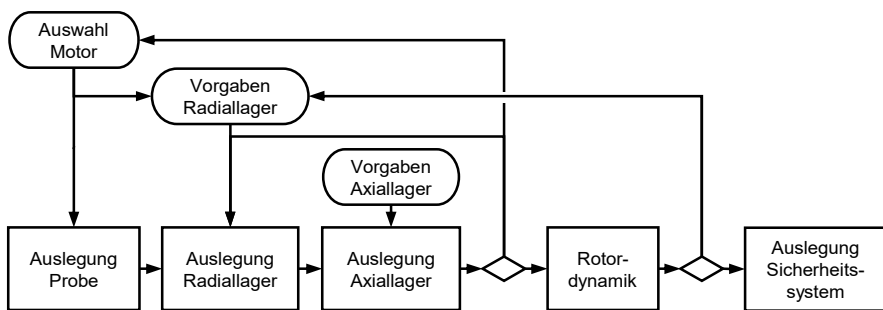 Auswahl
Motor
Vorgaben
Radiallager
Vorgaben
Axiallager
Auslegung
Probe
Auslegung
Radiallager
Auslegung
Axiallager
Rotor-
dynamik
Auslegung
Sicherheits-
system